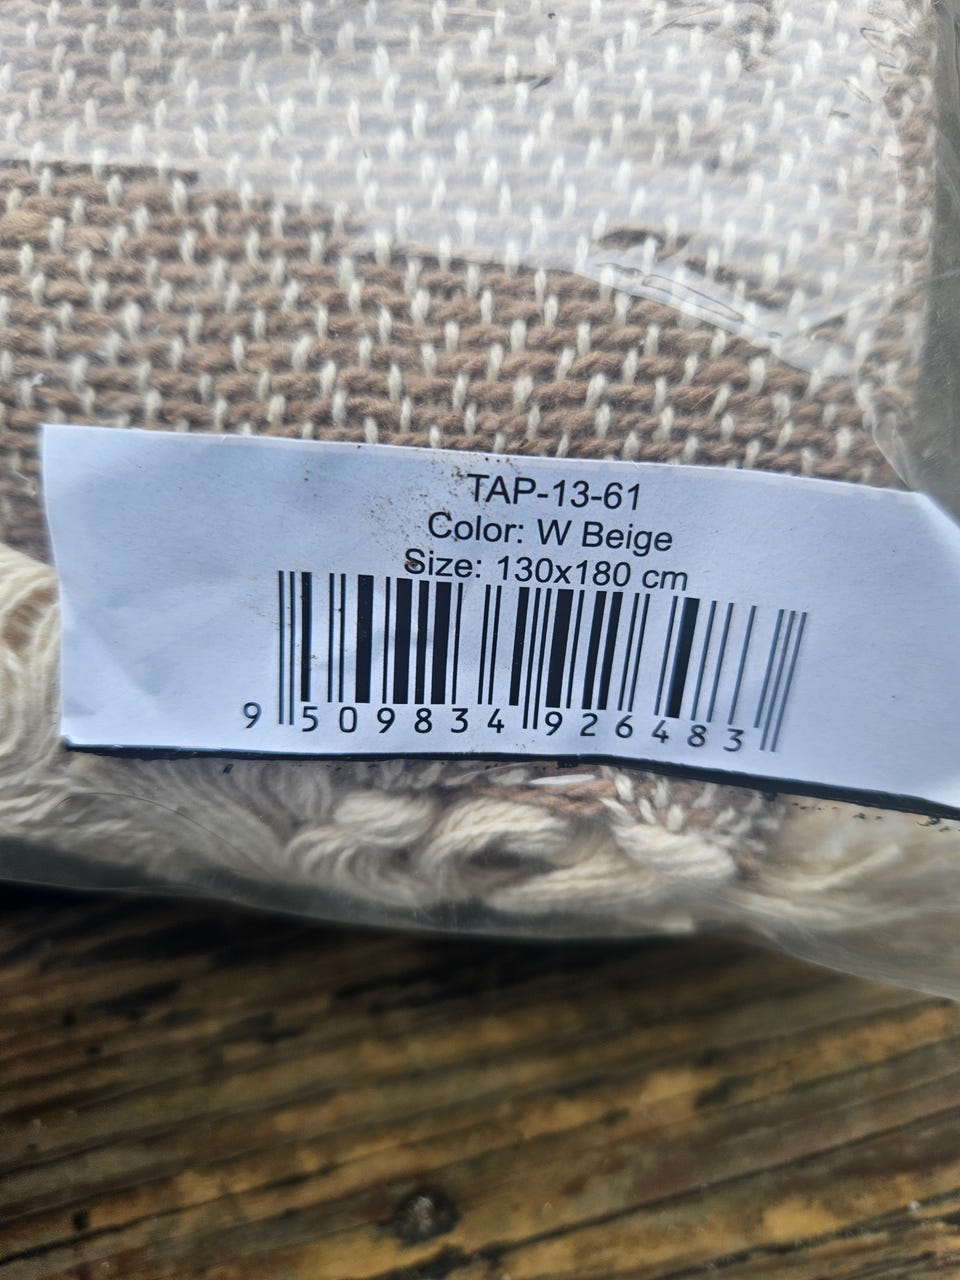 TAP-13-61
Color: W Beige
Size: 130x180 cm
9 509834 926483